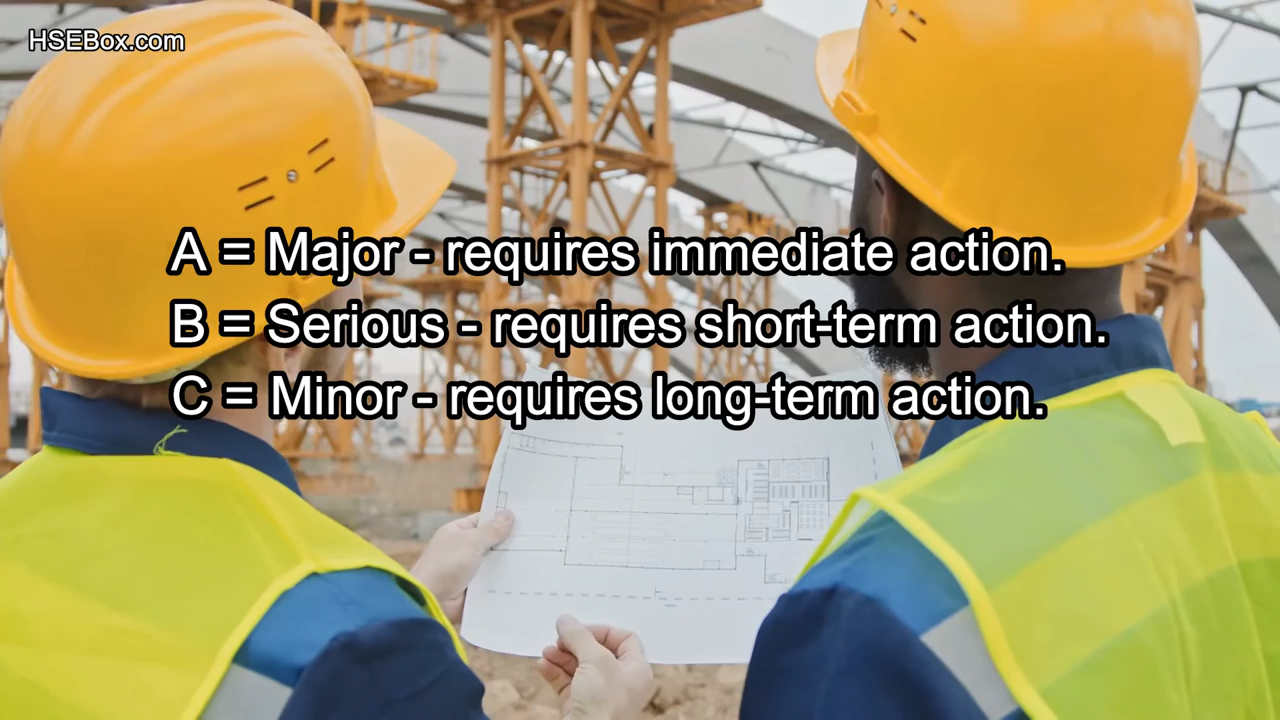 HSEBox.com
A = Major - requires immediate action.
B = Serious - requires short-term action.
C = Minor - requires long-term action.